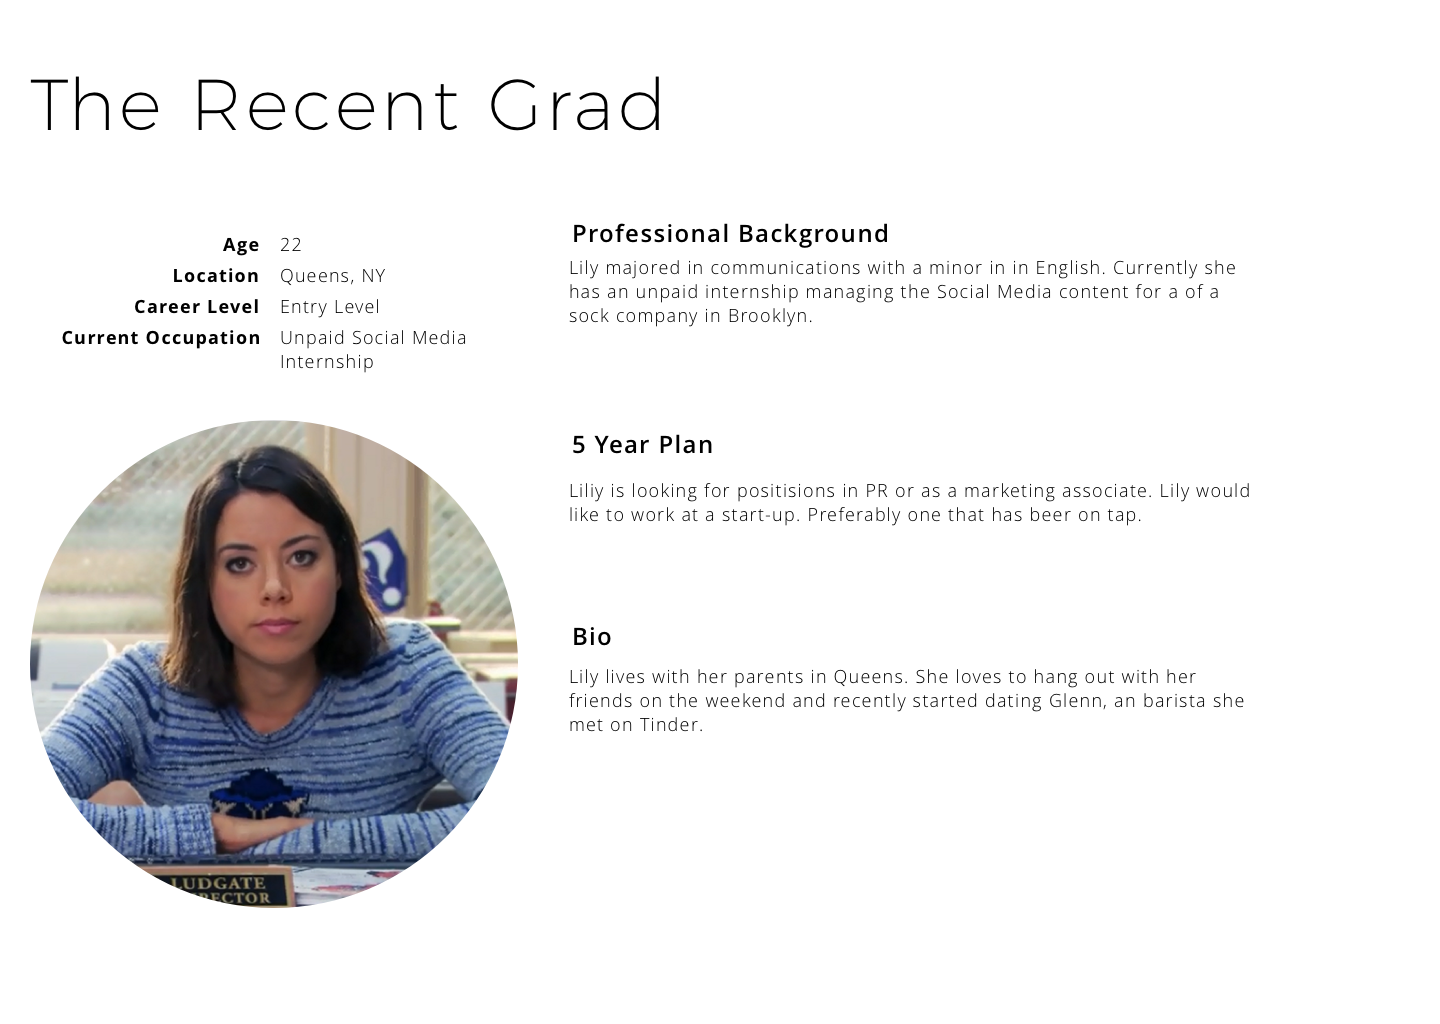 The Recent Grad
Age 22
Location Queens, NY
Career Level Entry Level
Current Occupation Unpaid Social Media
Internship
Professional Background
Lily majored in communications with a minor in in English. Currently she
has an unpaid internship managing the Social Media content for a of a
sock company in Brooklyn.
5 Year Plan
Liliy is looking for positisions in PR or as a marketing associate. Lily would
like to work at a start-up. Preferably one that has beer on tap.
Bio
Lily lives with her parents in Queens. She loves to hang out with her
friends on the weekend and recently started dating Glenn, an barista she
met on Tinder.
?
LUDGATE
RECTOR